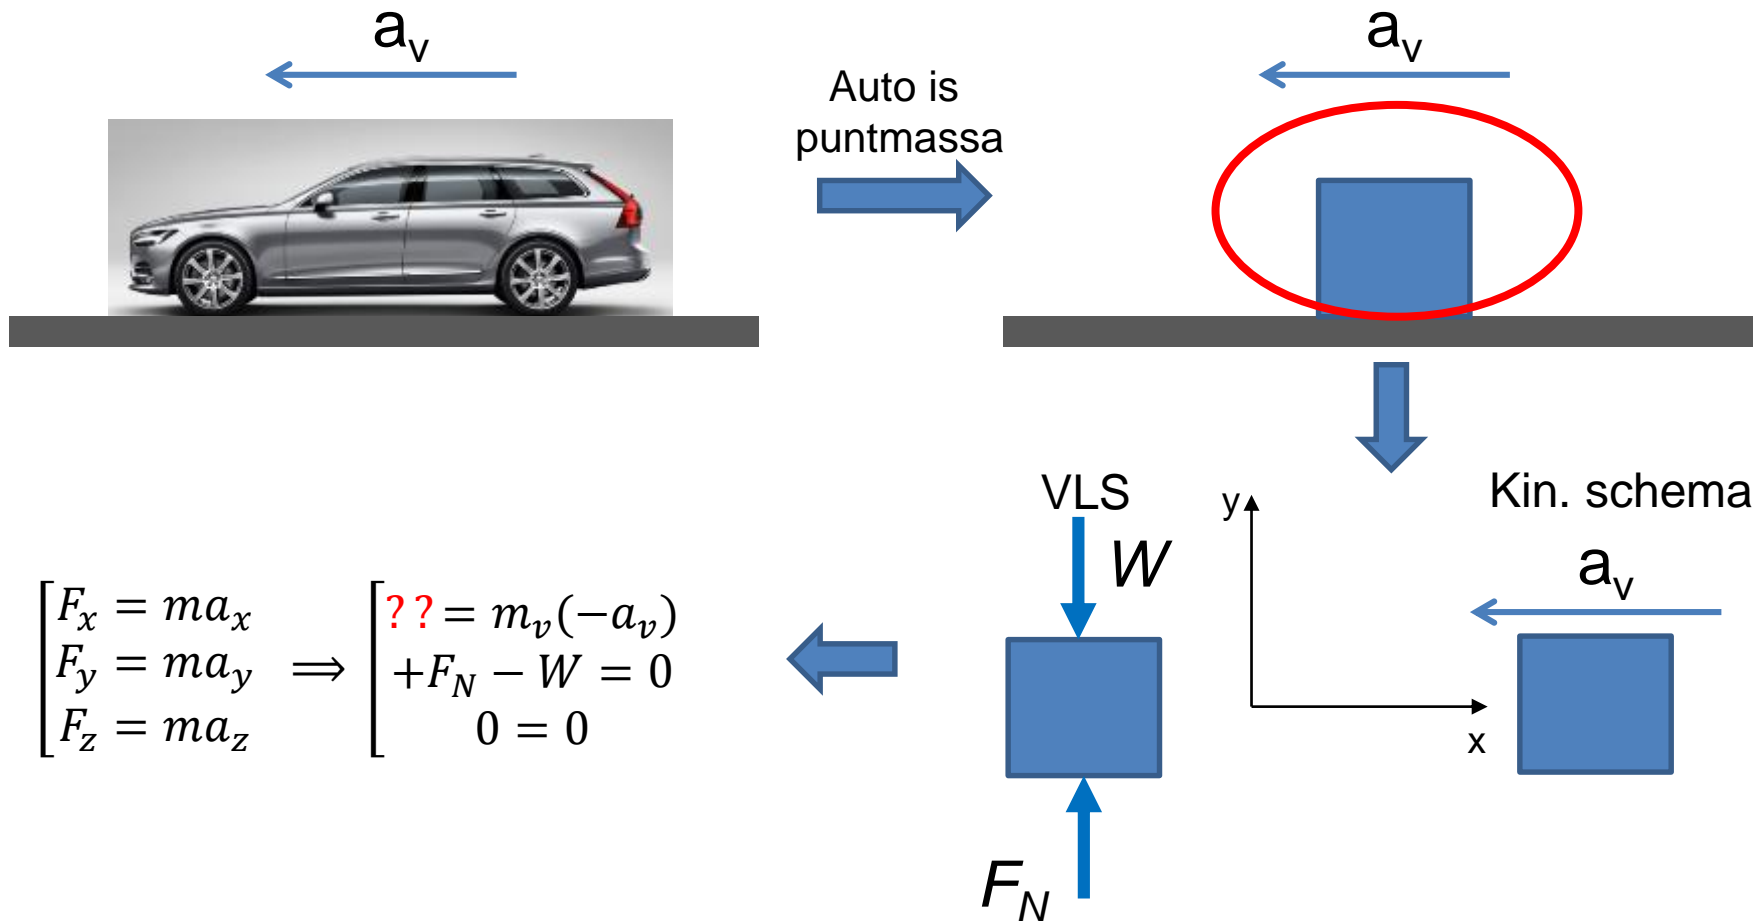 a_v
Auto is
puntmassa
a_v
VLS
W
F_N
y
x
Kin. schema
a_v
F_x = ma_x
F_y = ma_y
F_z = ma_z
⟹
?? = m_v(−a_v)
+F_N − W = 0
0 = 0